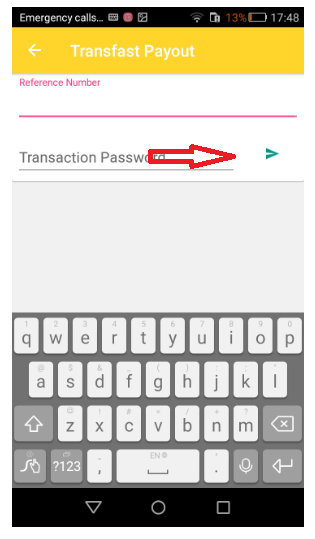 Emergency calls... 13% 17:48
Transfast Payout
Reference Number
Transaction Password
1 2 3 4 5 6 7 8 9 0
q w e r t y u i o p
a s d f g h j k l
z x c v b n m
?123 , EN .